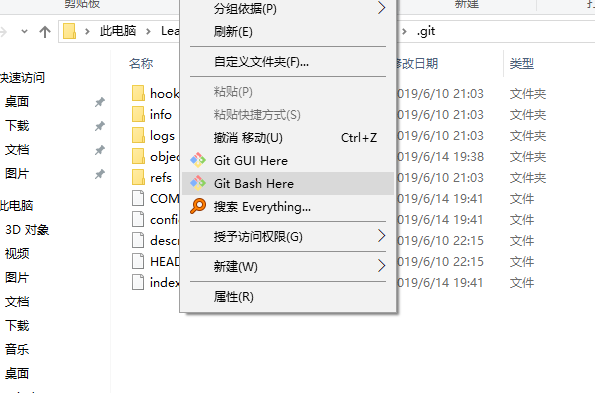 剪贴板 新建
分组依据(P)
刷新(E)
此电脑 Lea .git
名称 修改日期 类型
自定义文件夹(F)...
快速访问
粘贴(P)
hook 2019/6/10 21:03 文件夹
桌面
粘贴快捷方式(S)
info 2019/6/10 21:03 文件夹
下载
撤消 移动(U) Ctrl+Z
logs 2019/6/10 21:03 文件夹
文档
Git GUI Here
objec 2019/6/14 19:38 文件夹
图片
Git Bash Here
refs 2019/6/10 21:03 文件夹
此电脑
搜索 Everything...
COM 2019/6/14 19:41 文件
3D 对象
confi 2019/6/14 19:41 文件
授予访问权限(G)
descr 2019/6/10 22:15 文件
视频
HEAD 2019/6/10 22:15 文件
新建(W)
图片
index 2019/6/14 19:41 文件
属性(R)
文档
下载
音乐
桌面